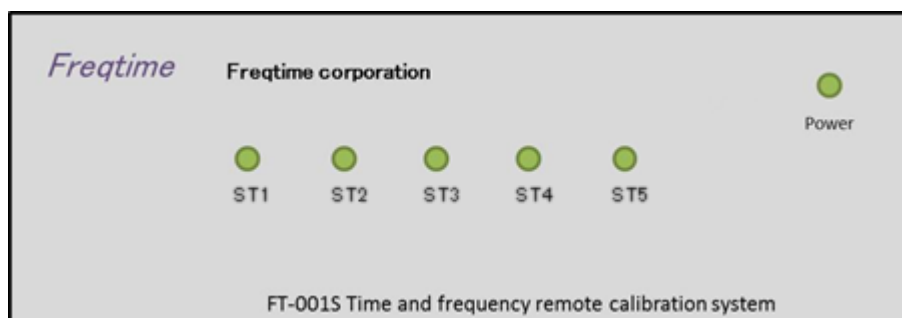 Freqtime Freqtime corporation
Power
ST1 ST2 ST3 ST4 ST5
FT-001S Time and frequency remote calibration system